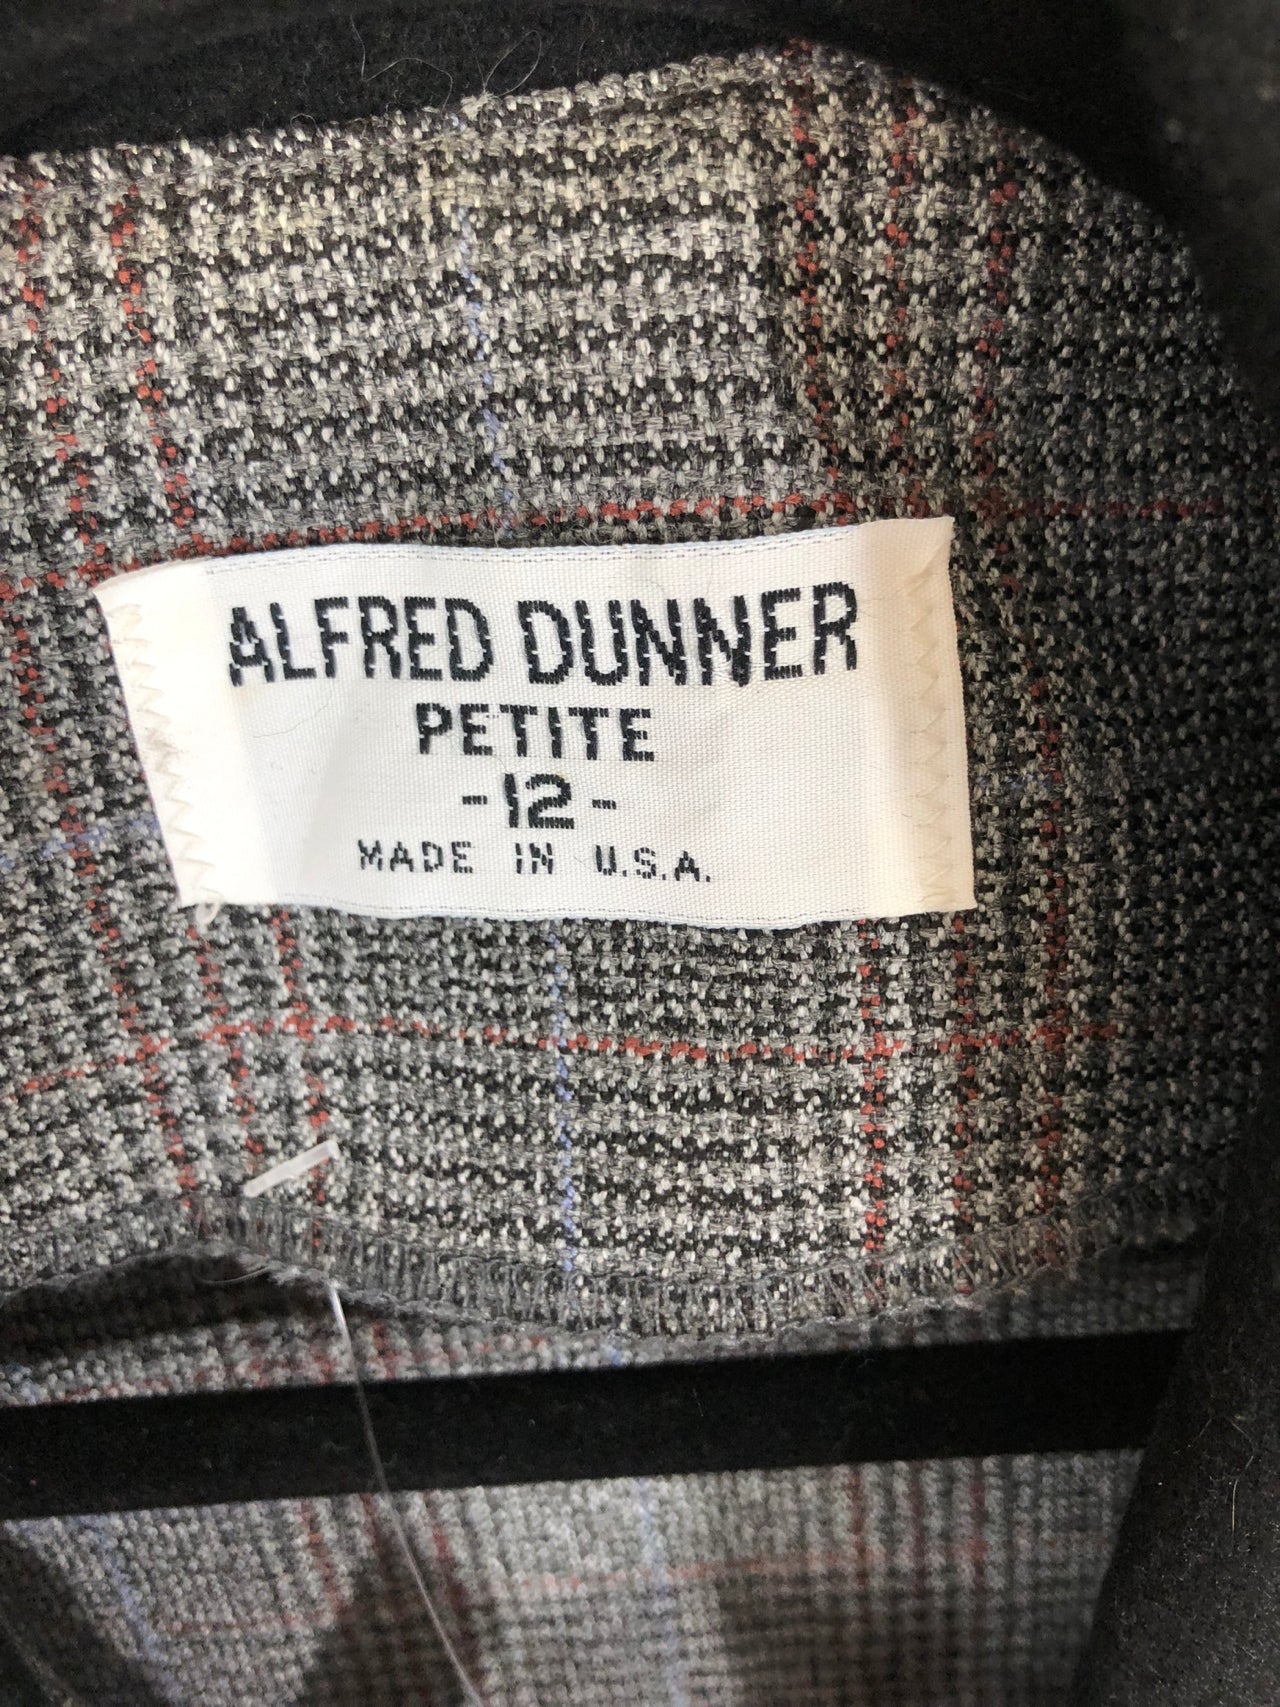 ALFRED DUNNER
PETITE
-12-
MADE IN U.S.A.